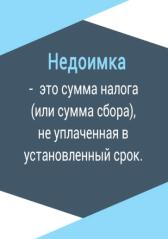 Недоимка
- это сумма налога
(или сумма сбора),
не уплаченная в
установленный срок.